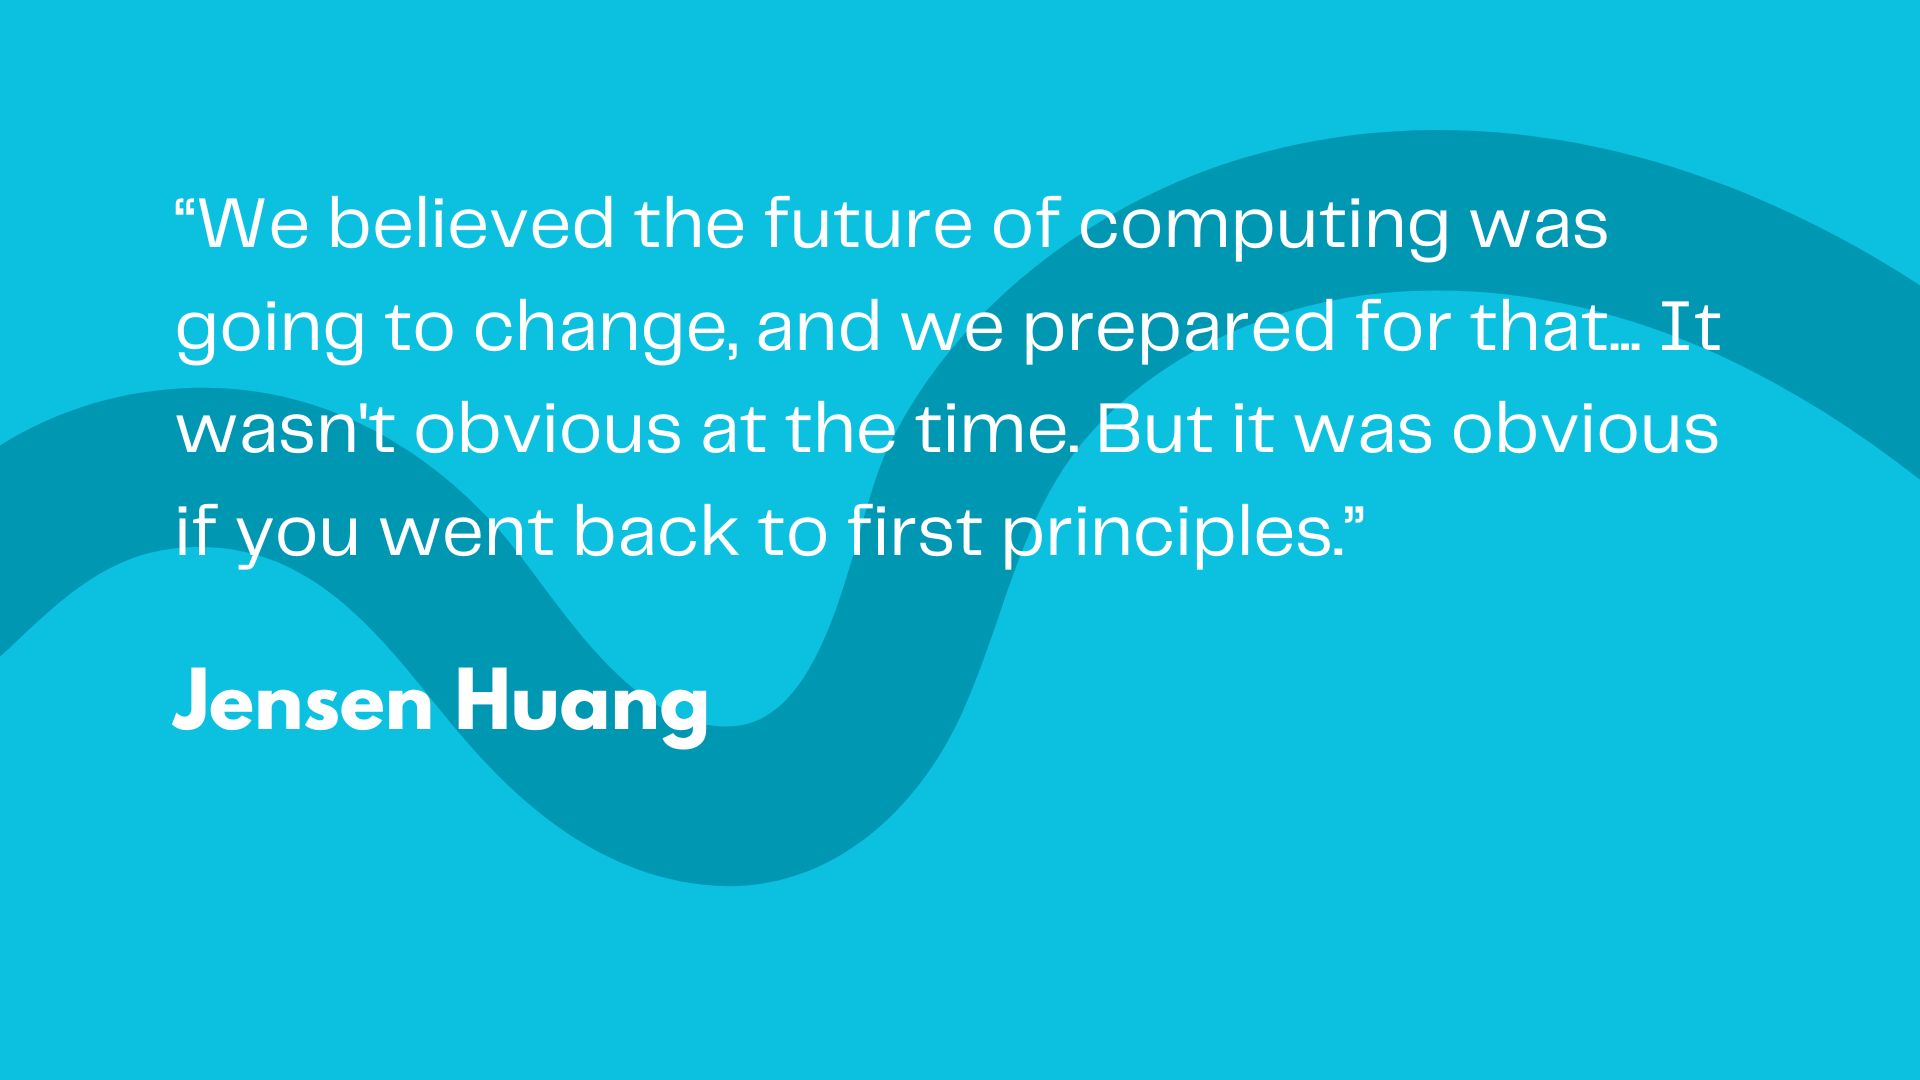 “We believed the future of computing was
going to change, and we prepared for that... It
wasn't obvious at the time. But it was obvious
if you went back to first principles.”
Jensen Huang